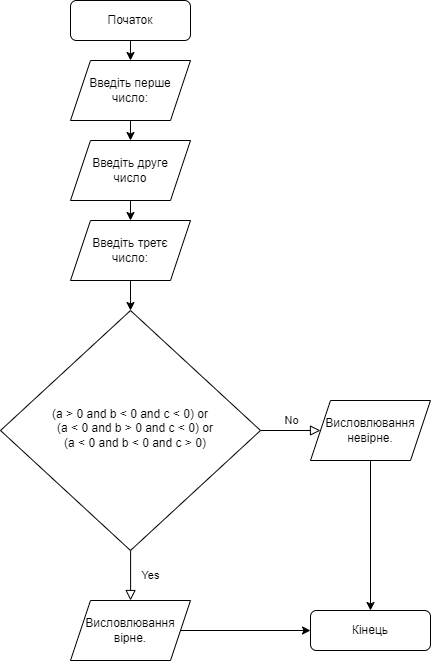 Початок
Введіть перше
число:
Введіть друге
число
Введіть третє
число:
(a > 0 and b < 0 and c < 0) or
(a < 0 and b > 0 and c < 0) or
(a < 0 and b < 0 and c > 0)
No
Висловлювання
невірне.
Yes
Висловлювання
вірне.
Кінець